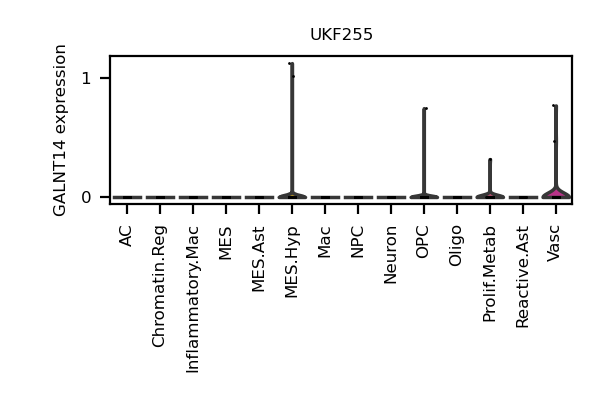 UKF255
GALNT14 expression
1
0
AC
Chromatin.Reg
Inflammatory.Mac
MES
MES.Ast
MES.Hyp
Mac
NPC
Neuron
OPC
Oligo
Prolif.Metab
Reactive.Ast
Vasc